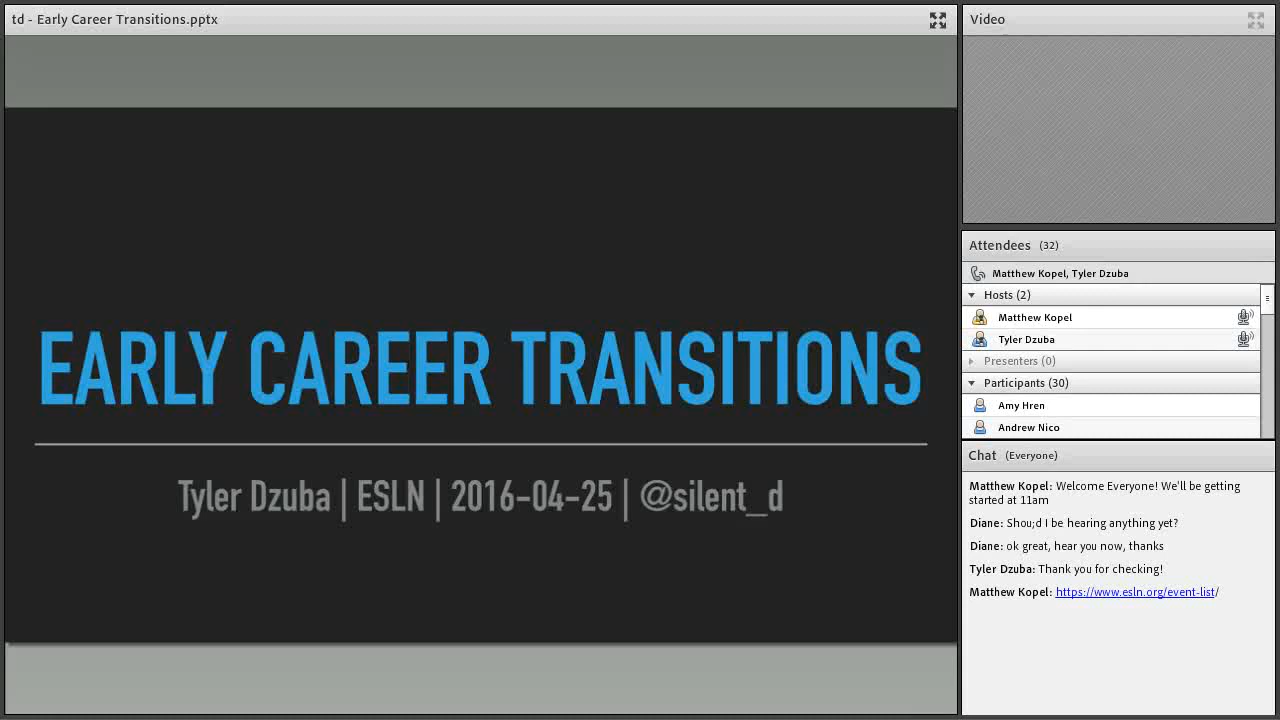 td - Early Career Transitions.pptx
EARLY CAREER TRANSITIONS
Tyler Dzuba | ESLN | 2016-04-25 | @silent_d
Video
Attendees (32)
Matthew Kopel, Tyler Dzuba
Hosts (2)
Matthew Kopel
Tyler Dzuba
Presenters (0)
Participants (30)
Amy Hren
Andrew Nico
Chat (Everyone)
Matthew Kopel: Welcome Everyone! We'll be getting
started at 11am
Diane: Shou;d I be hearing anything yet?
Diane: ok great, hear you now, thanks
Tyler Dzuba: Thank you for checking!
Matthew Kopel: https://www.esln.org/event-list/